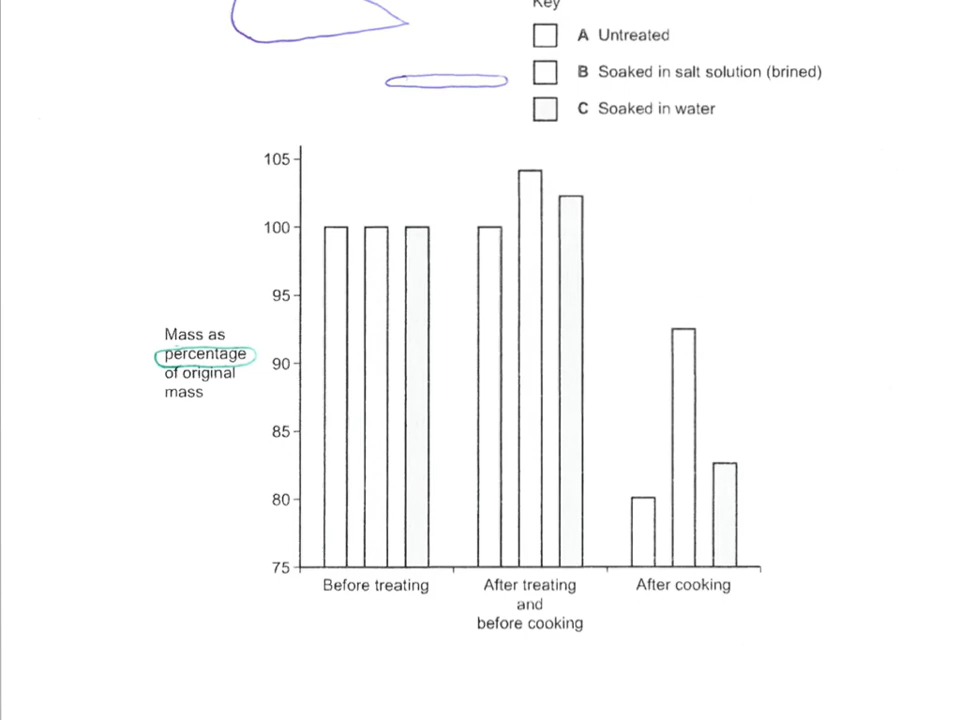 Key
A Untreated
B Soaked in salt solution (brined)
C Soaked in water
105
100
95
90
85
80
75
Mass as
percentage
of original
mass
Before treating
After treating
and
before cooking
After cooking